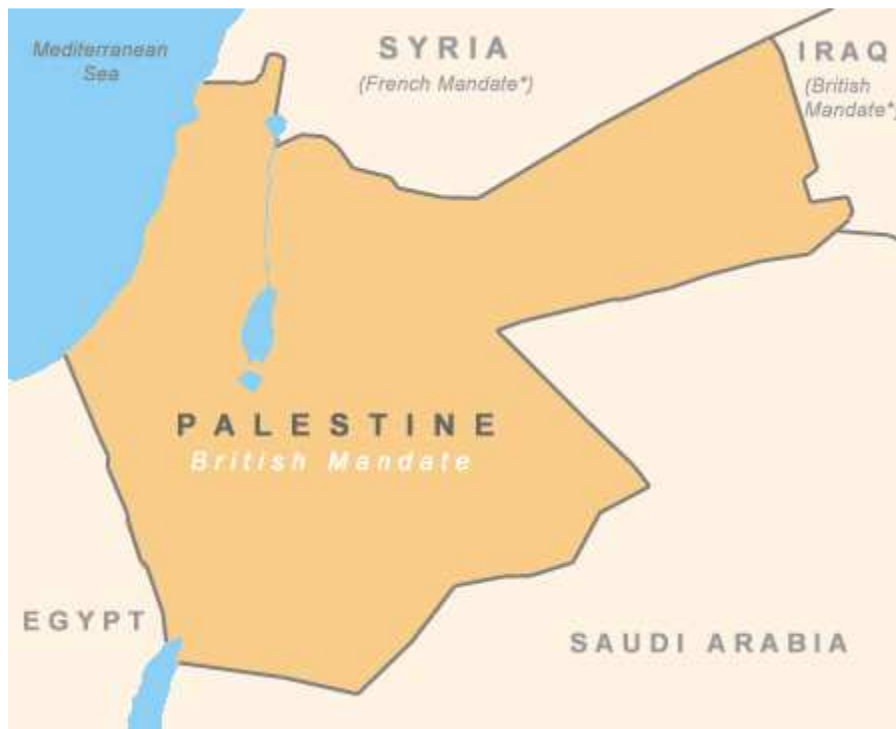 Mediterranean
Sea
SYRIA
(French Mandate*)
IRAQ
(British
Mandate*)
PALESTINE
British Mandate
EGYPT
SAUDI ARABIA